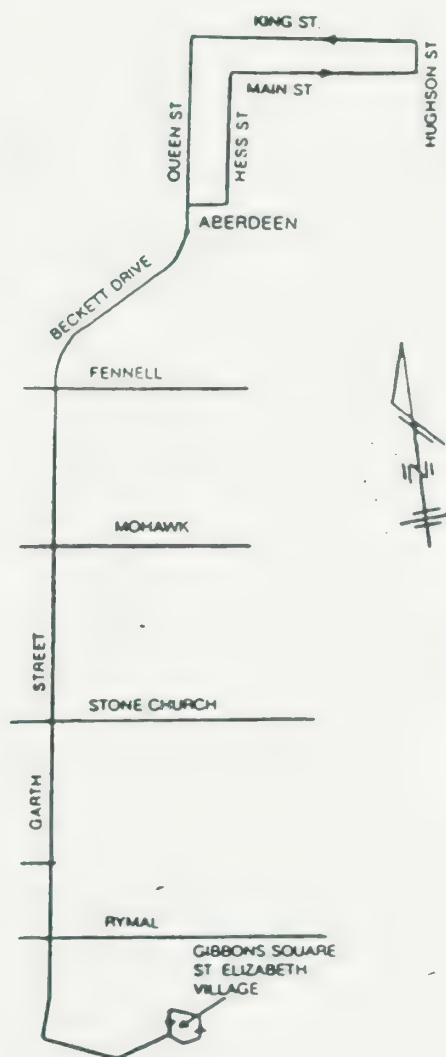 KING ST.
MAIN ST
HUGHSON ST
QUEEN ST
HESS ST
ABERDEEN
BECKETT DRIVE
FENNELL
N
MOHAWK
STREET
STONE CHURCH
GARTH
RYMAL
GIBBONS SQUARE
ST ELIZABETH
VILLAGE